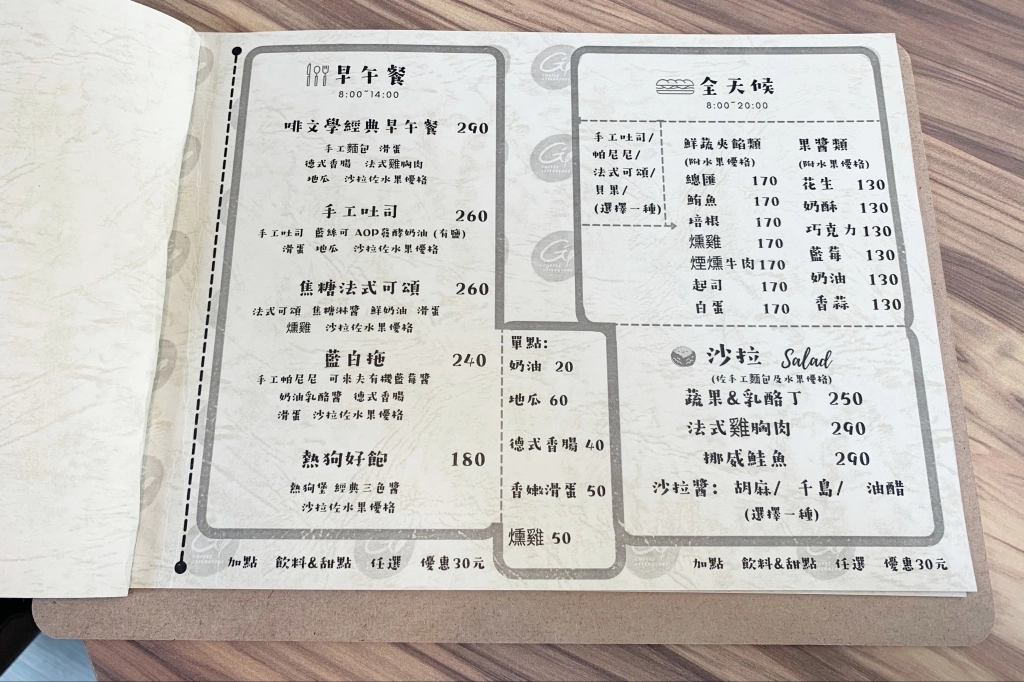 早午餐
8:00~14:00
啡文學經典早午餐 290
手工麵包 滑蛋
德式香腸 法式雞胸肉
地瓜 沙拉佐水果優格
手工吐司 260
手工吐司 藍絲可 AOP發酵奶油 (有鹽)
滑蛋 地瓜 沙拉佐水果優格
焦糖法式可頌 260
法式可頌 焦糖淋醬 鮮奶油 滑蛋
燻雞 沙拉佐水果優格
藍白拖 240
手工帕尼尼 可來夫有機藍莓醬
奶油乳酪醬 德式香腸
滑蛋 沙拉佐水果優格
熱狗好飽 180
熱狗堡 經典三色醬
沙拉佐水果優格
單點:
奶油 20
地瓜 60
德式香腸 40
香嫩滑蛋 50
燻雞 50
加點 飲料&甜點 任選 優惠30元
全天候
8:00~20:00
手工吐司/
帕尼尼/
法式可頌/
貝果/
(選擇一種)
鮮蔬夾餡類
(附水果優格)
總匯 170
鮪魚 170
培根 170
燻雞 170
煙燻牛肉 170
起司 170
白蛋 170
果醬類
(附水果優格)
花生 130
奶酥 130
巧克力 130
藍莓 130
奶油 130
香蒜 130
沙拉 Salad
(佐手工麵包及水果優格)
蔬果&乳酪丁 250
法式雞胸肉 290
挪威鮭魚 290
沙拉醬: 胡麻/ 千島/ 油醋
(選擇一種)
加點 飲料&甜點 任選 優惠30元